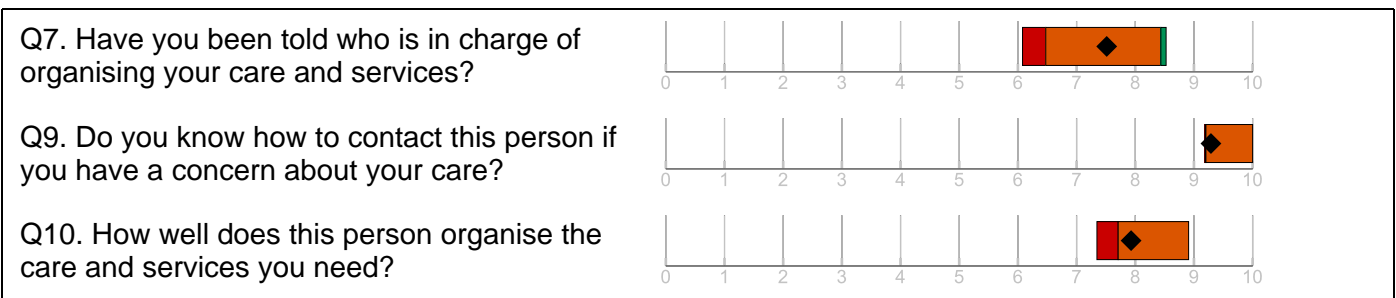 Q7. Have you been told who is in charge of
organising your care and services?
0 1 2 3 4 5 6 7 8 9 10
Q9. Do you know how to contact this person if
you have a concern about your care?
0 1 2 3 4 5 6 7 8 9 10
Q10. How well does this person organise the
care and services you need?
0 1 2 3 4 5 6 7 8 9 10